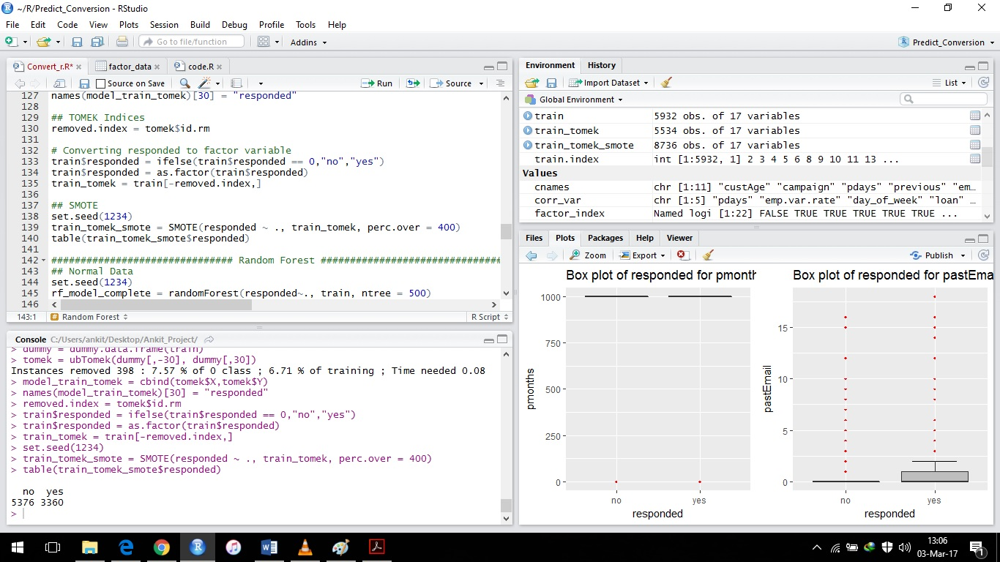 ~/R/Predict_Conversion - RStudio
File Edit Code View Plots Session Build Debug Profile Tools Help
Go to file/function Addins Predict_Conversion
Convert_r.R* factor_data code.R
Source on Save Run Source
127 names(model_train_tomek)[30] = "responded"
128
129 ## TOMEK Indices
130 removed.index = tomek$id.rm
131
132 # Converting responded to factor variable
133 train$responded = ifelse(train$responded == 0,"no","yes")
134 train$responded = as.factor(train$responded)
135 train_tomek = train[-removed.index,]
136
137 ## SMOTE
138 set.seed(1234)
139 train_tomek_smote = SMOTE(responded ~ ., train_tomek, perc.over = 400)
140 table(train_tomek_smote$responded)
141
142 ############################### Random Forest ###############################
143 ## Normal Data
144 set.seed(1234)
145 rf_model_complete = randomForest(responded~., train, ntree = 500)
146
143:1 # Random Forest R Script
Console C:/Users/ankit/Desktop/Ankit_Project/
> dummy = dummy.data.frame(train)
> tomek = ubTomek(dummy[,-30], dummy[,30])
Instances removed 398 : 7.57 % of 0 class ; 6.71 % of training ; Time needed 0.08
> model_train_tomek = cbind(tomek$X,tomek$Y)
> names(model_train_tomek)[30] = "responded"
> removed.index = tomek$id.rm
> train$responded = ifelse(train$responded == 0,"no","yes")
> train$responded = as.factor(train$responded)
> train_tomek = train[-removed.index,]
> set.seed(1234)
> train_tomek_smote = SMOTE(responded ~ ., train_tomek, perc.over = 400)
> table(train_tomek_smote$responded)
no yes
5376 3360
>
Environment History
Import Dataset List
Global Environment
train 5932 obs. of 17 variables
train_tomek 5534 obs. of 17 variables
train_tomek_smote 8736 obs. of 17 variables
train.index int [1:5932, 1] 2 3 4 5 6 8 9 10 11 13 ...
Values
cnames chr [1:11] "custAge" "campaign" "pdays" "previous" "em…
corr_var chr [1:5] "pdays" "emp.var.rate" "day_of_week" "loan" …
factor_index Named logi [1:22] FALSE TRUE TRUE TRUE TRUE TRUE ...
Files Plots Packages Help Viewer
Zoom Export Publish
Box plot of responded for pmonth
1000
750
500
250
0
pmonths
no yes
responded
Box plot of responded for pastEma
15
10
5
0
pastEmail
no yes
responded
13:06
03-Mar-17
1